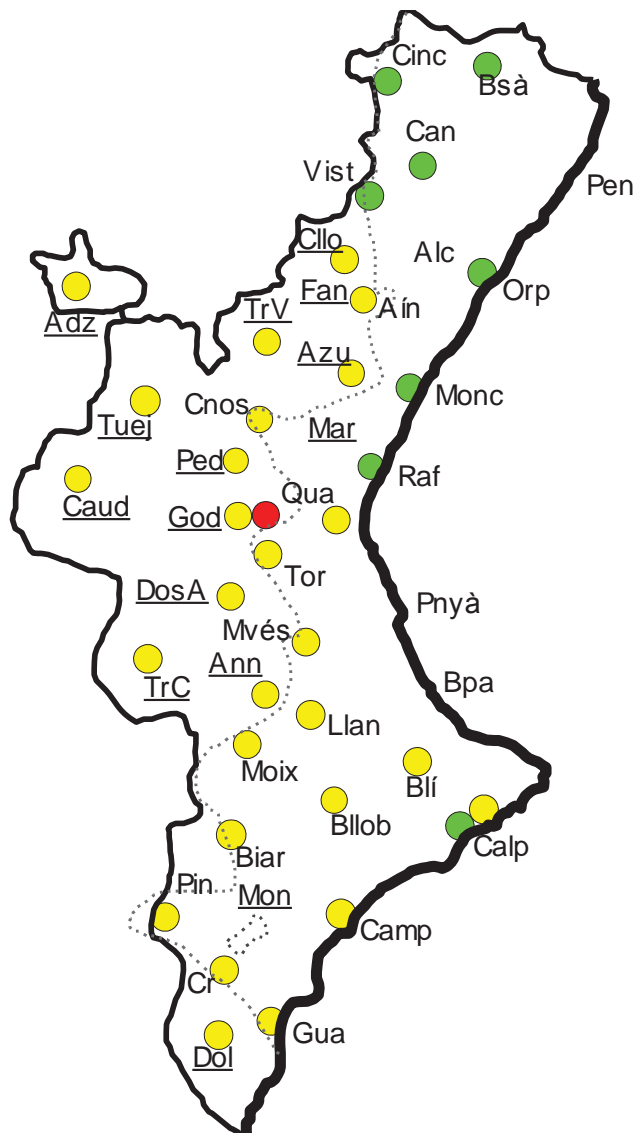 Cinc
Bsà
Can
Vist
Pen
Cllo
Alc
Fan
Orp
Ain
Adz
TrV
Azu
Monc
Tuej
Cnos
Mar
Ped
Raf
Caud
Qua
God
Tor
DosA
Pnyà
Mvés
Ann
TrC
Bpa
Llan
Moix
Blí
Bllob
Calp
Biar
Pin
Mon
Camp
Cr
Gua
Dol